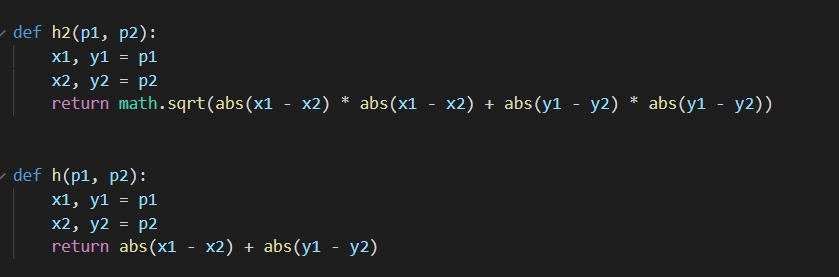 def h2(p1, p2):
    x1, y1 = p1
    x2, y2 = p2
    return math.sqrt(abs(x1 - x2) * abs(x1 - x2) + abs(y1 - y2) * abs(y1 - y2))
def h(p1, p2):
    x1, y1 = p1
    x2, y2 = p2
    return abs(x1 - x2) + abs(y1 - y2)